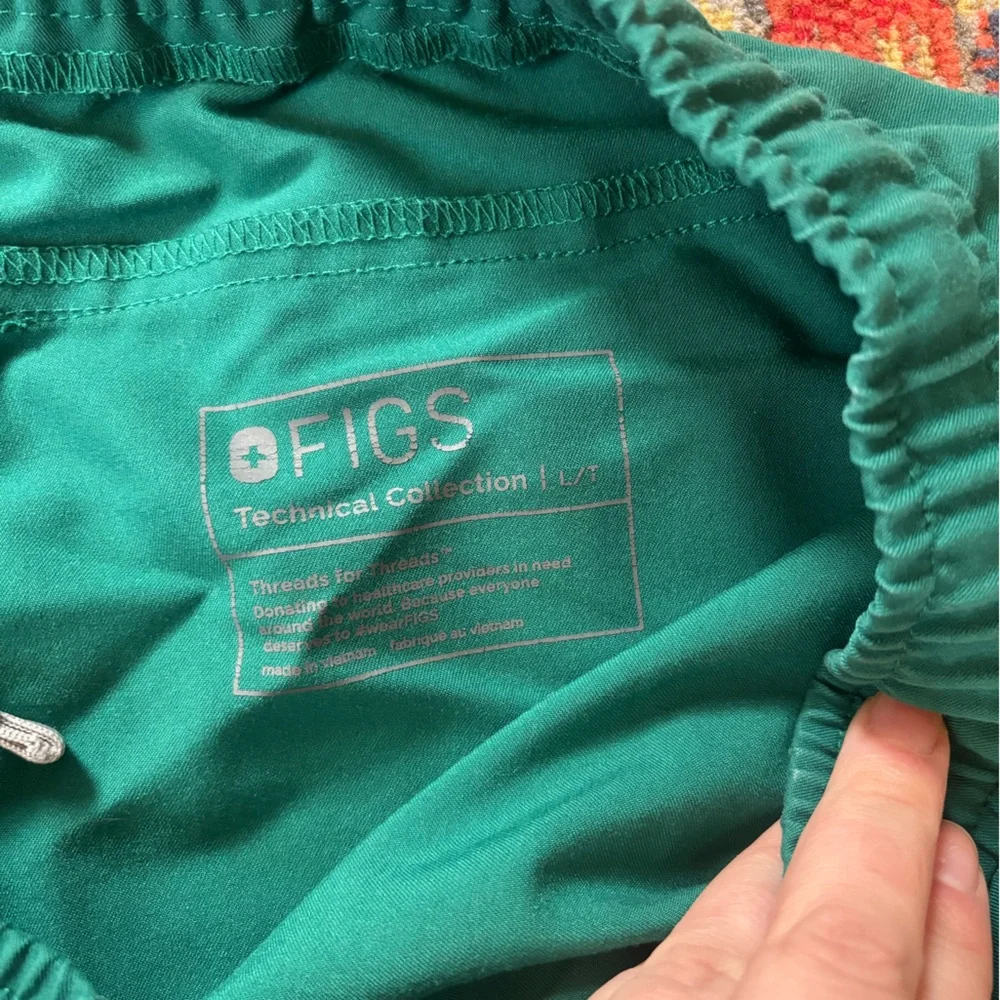 FIGS
Technical Collection | L/T
Threads for Threads™
Donating to healthcare providers in need
around the world. Because everyone
deserves to #wearFIGS
made in vietnam fabriqué au vietnam